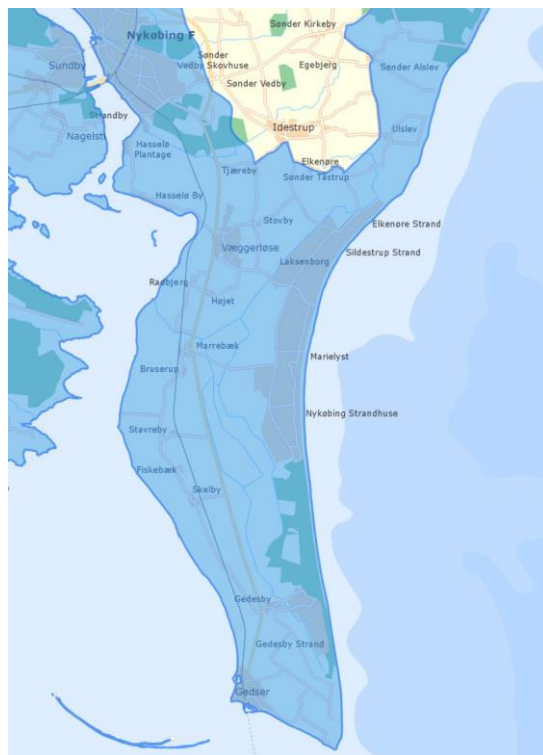 Sønder Kirkeby
Nykøbing F
Sønder
Vedby Skovhuse
Egebjerg
Sundby
Sønder Alslev
Sønder Vedby
Strandby
Idestrup
Ulslev
Nagelsti
Hasselø
Plantage
Elkenøre
Tjæreby
Sønder Tåstrup
Hasselø By
Stovby
Elkenøre Strand
Væggerløse
Sildestrup Strand
Laksenborg
Radbjerg
Højet
Marrebæk
Marielyst
Bruserup
Nykøbing Strandhuse
Stavreby
Fiskebæk
Skelby
Gedesby
Gedesby Strand
Gedser